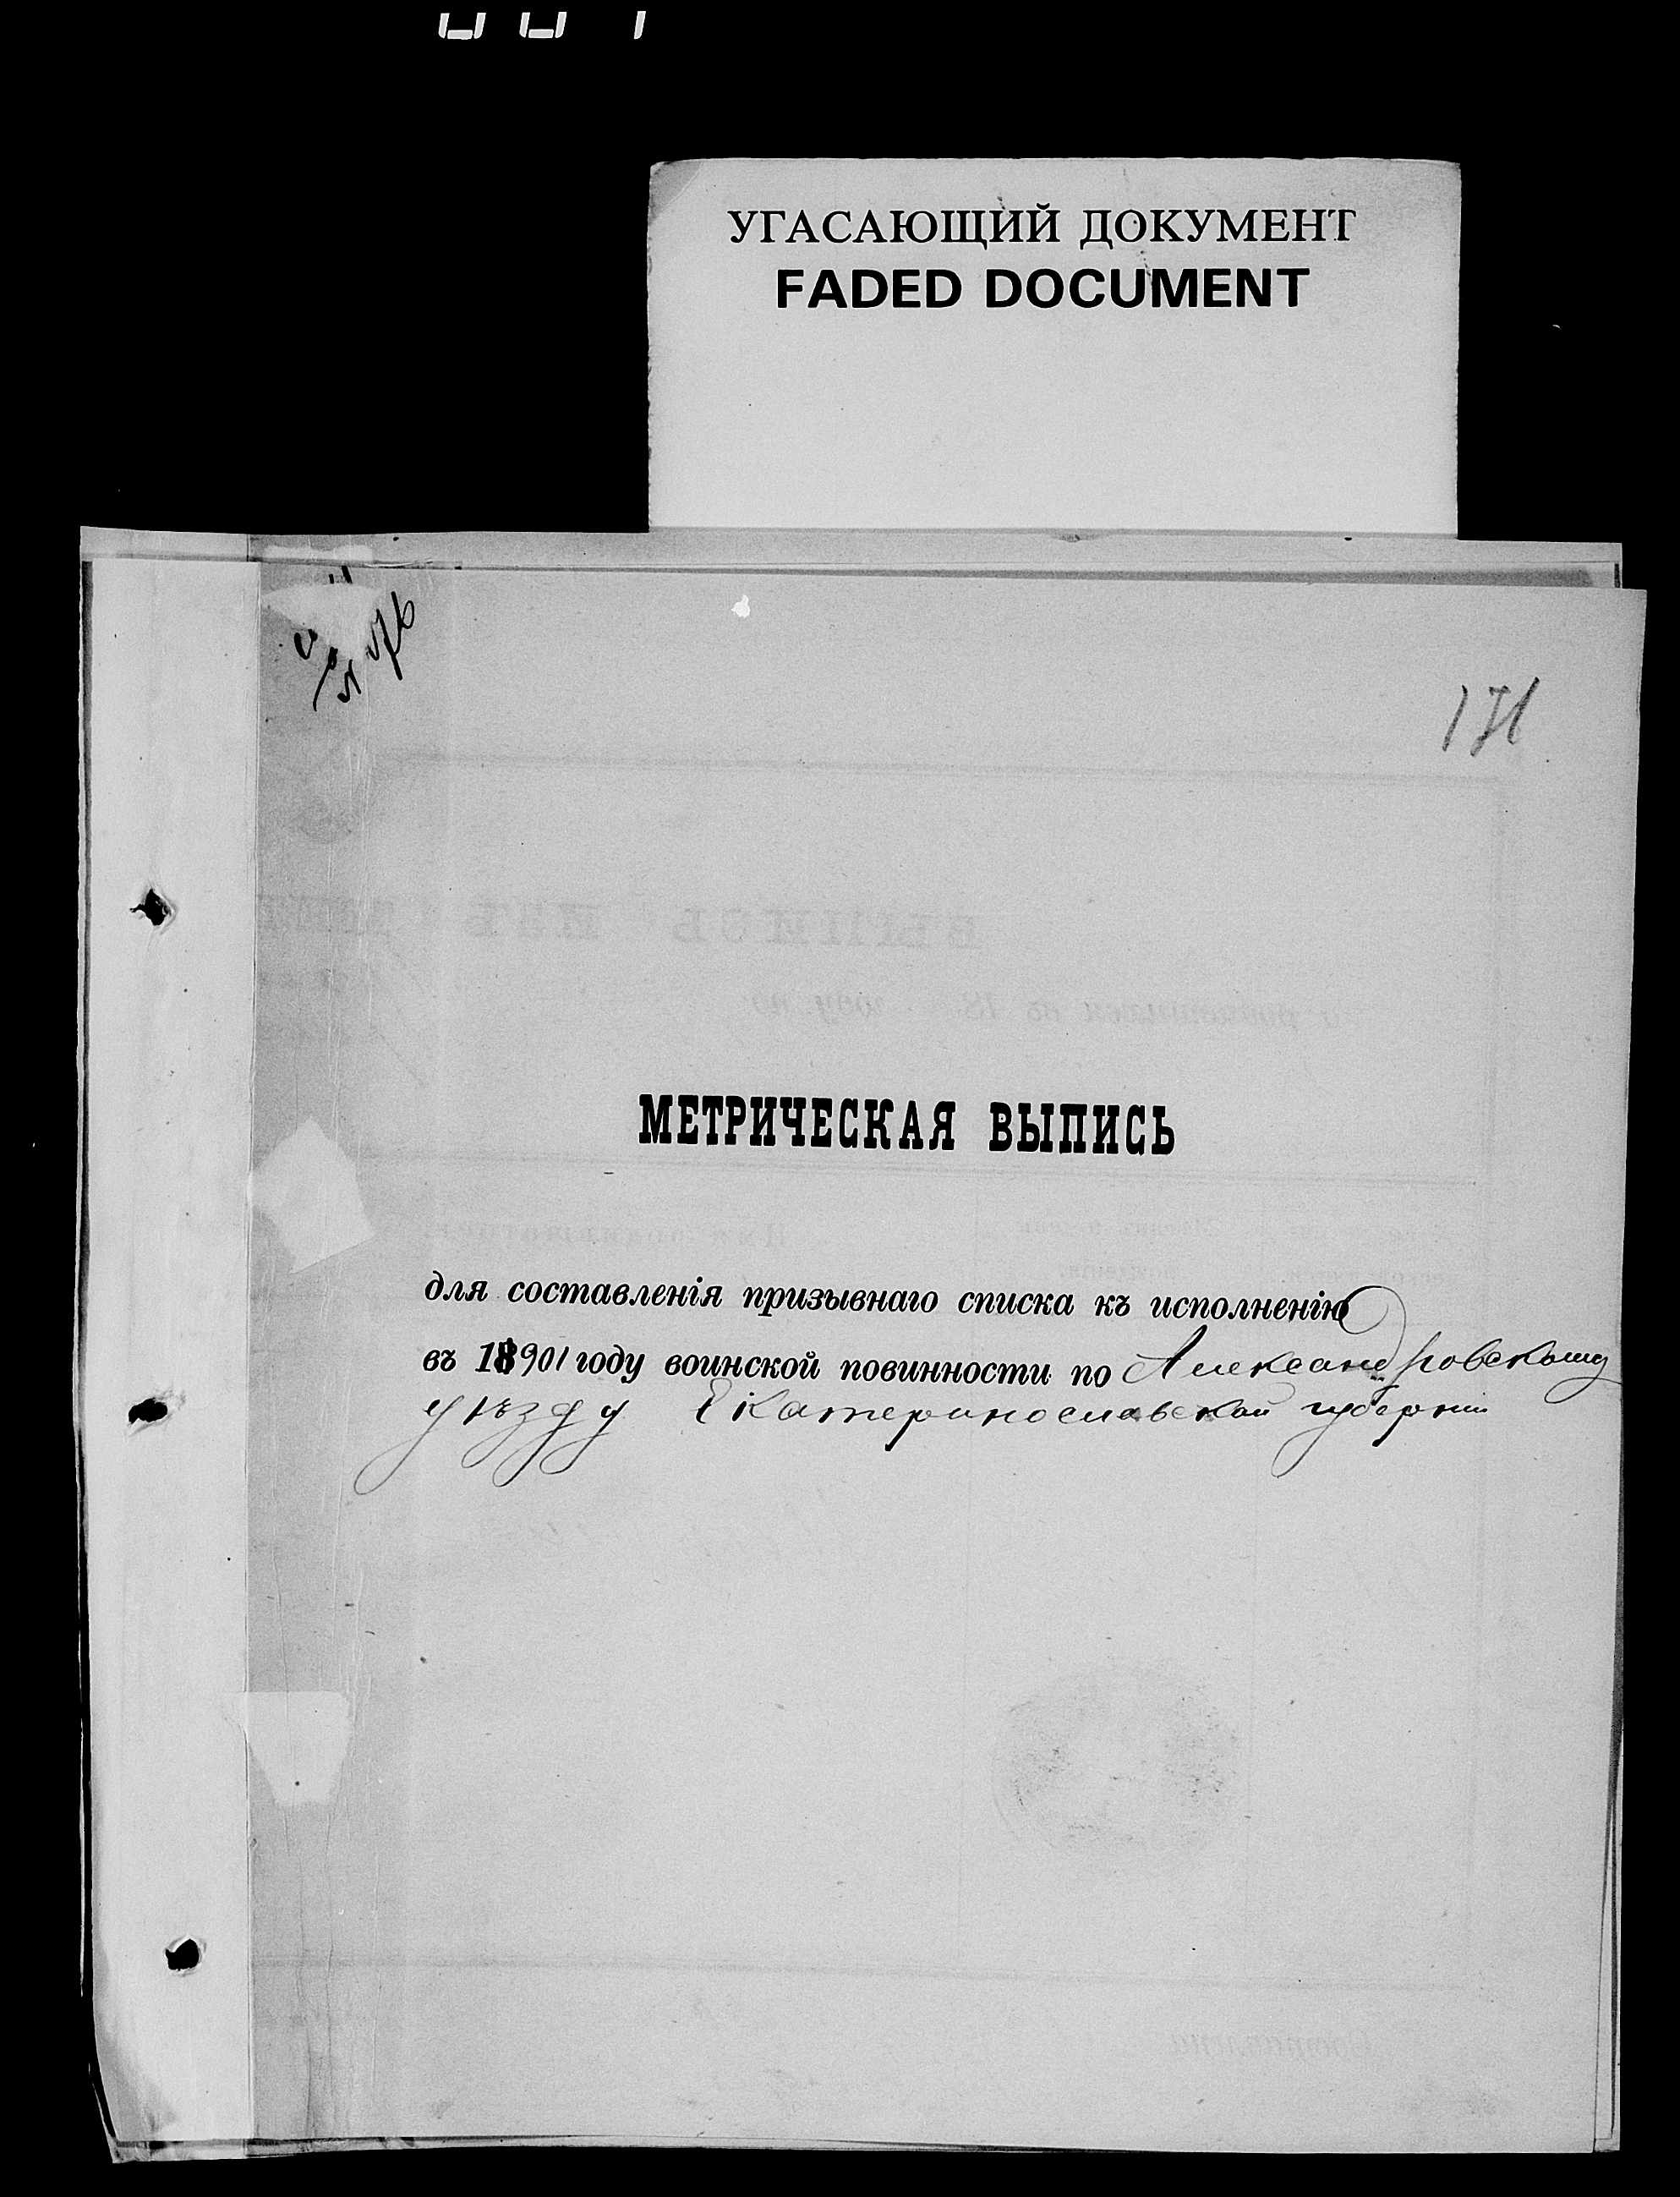 УГАСАЮЩИЙ ДОКУМЕНТ
FADED DOCUMENT
171
МЕТРИЧЕСКАЯ ВЫПИСЬ
для составленія призывнаго списка къ исполненію
въ 1901 году воинской повинности по Александровскому
уѣзду Екатеринославской губерніи